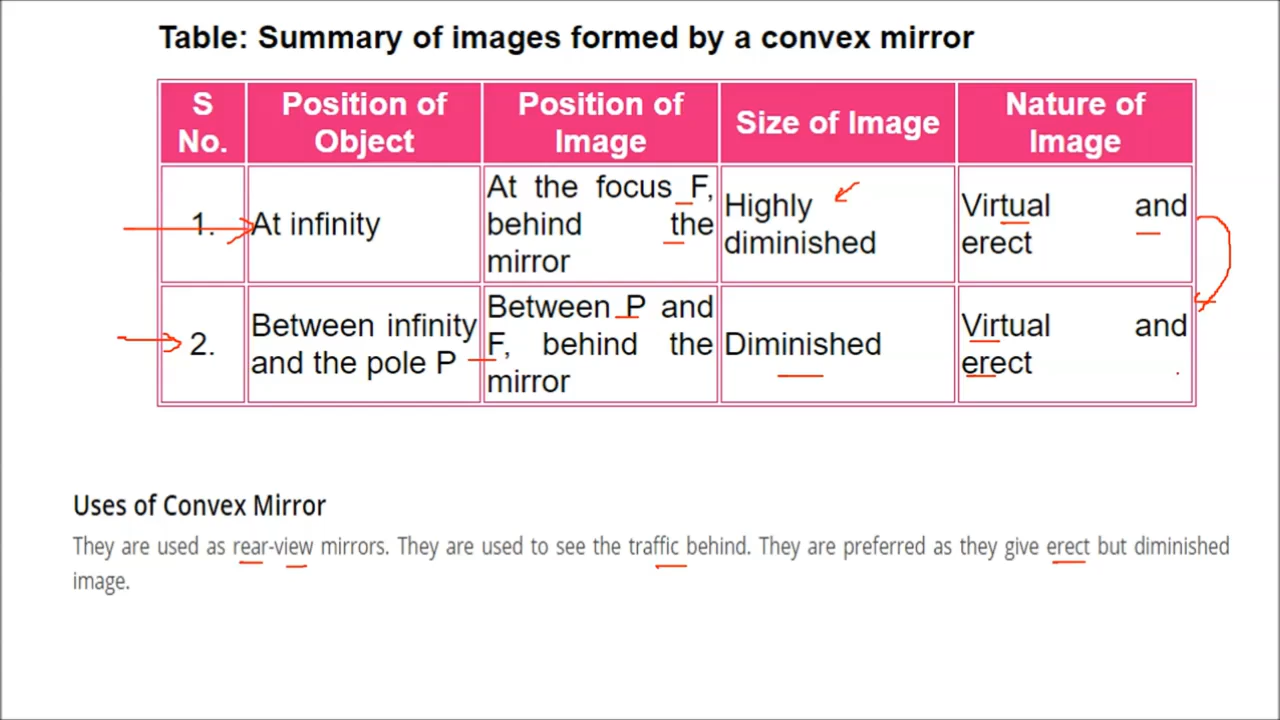 Table: Summary of images formed by a convex mirror
S No.
Position of Object
Position of Image
Size of Image
Nature of Image
1.
At infinity
At the focus F,
behind the
mirror
Highly
diminished
Virtual and
erect
2.
Between infinity
and the pole P
Between P and
F, behind the
mirror
Diminished
Virtual and
erect
Uses of Convex Mirror
They are used as rear-view mirrors. They are used to see the traffic behind. They are preferred as they give erect but diminished
image.